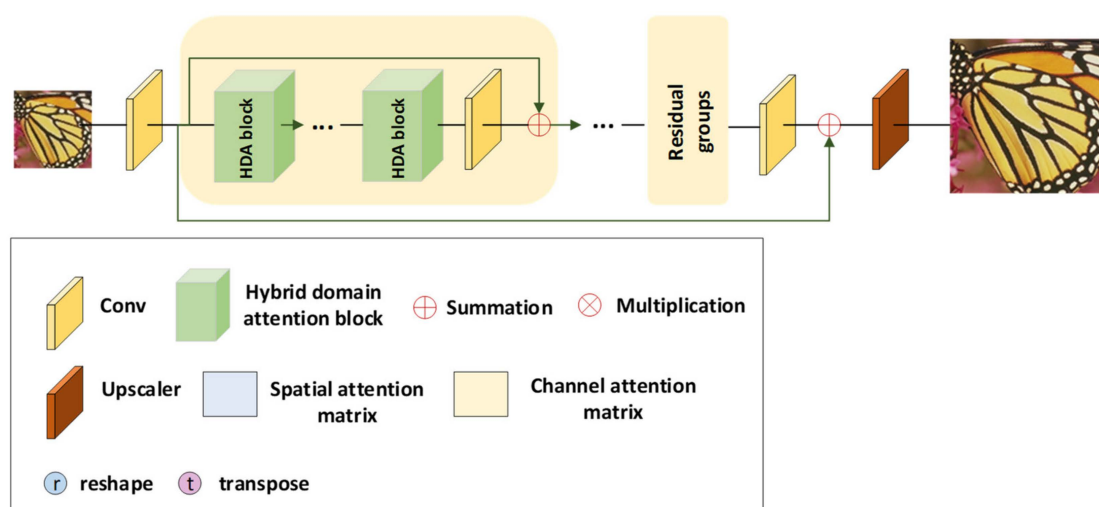 HDA block
...
HDA block
...
Residual
groups
Conv
Hybrid domain
attention block
Summation
Multiplication
Upscaler
Spatial attention
matrix
Channel attention
matrix
r reshape
t transpose